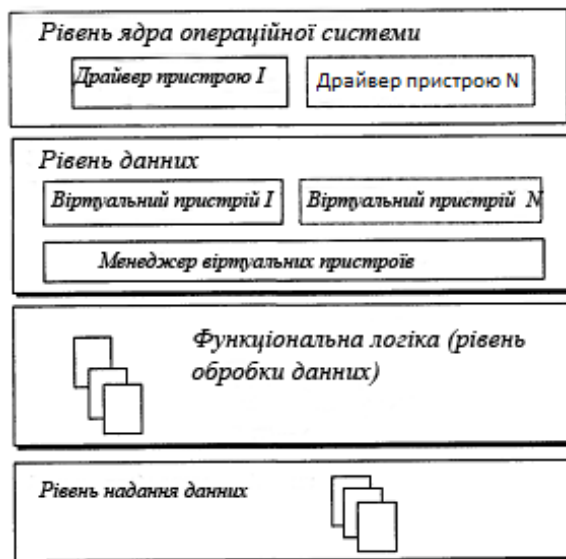 Рівень ядра операційної системи
Драйвер пристрою I
Драйвер пристрою N
Рівень данних
Віртуальний пристрій I
Віртуальний пристрій N
Менеджер віртуальних пристроїв
Функціональна логіка (рівень
обробки данних)
Рівень надання данних